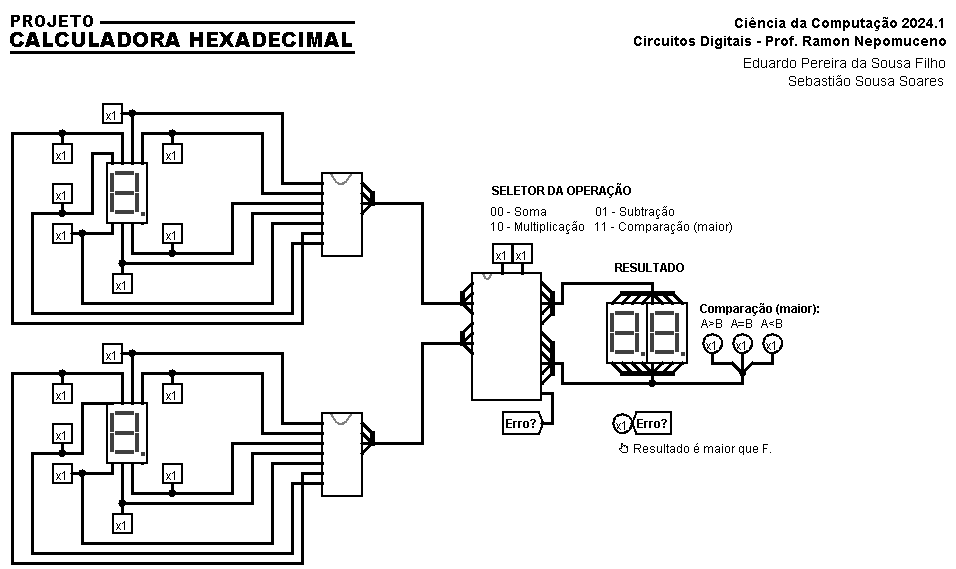 PROJETO
CALCULADORA HEXADECIMAL
Ciência da Computação 2024.1
Circuitos Digitais - Prof. Ramon Nepomuceno
Eduardo Pereira da Sousa Filho
Sebastião Sousa Soares
x1
x1 x1
x1
x1 x1
x1
SELETOR DA OPERAÇÃO
00 - Soma 01 - Subtração
10 - Multiplicação 11 - Comparação (maior)
x1 x1
RESULTADO
Comparação (maior):
A>B A=B A<B
x1 x1 x1
x1
x1 x1
x1
x1 x1
x1
Erro? x1 Erro?
Resultado é maior que F.